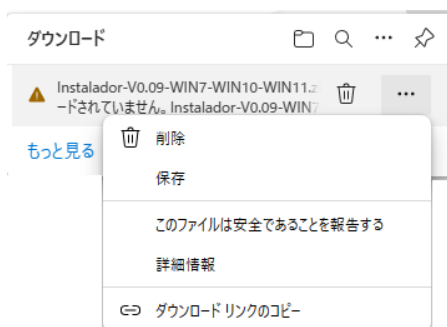 ダウンロード
Instalador-V0.09-WIN7-WIN10-WIN11.z
ードされていません。Instalador-V0.09-WIN7
もっと見る
削除
保存
このファイルは安全であることを報告する
詳細情報
ダウンロード リンクのコピー